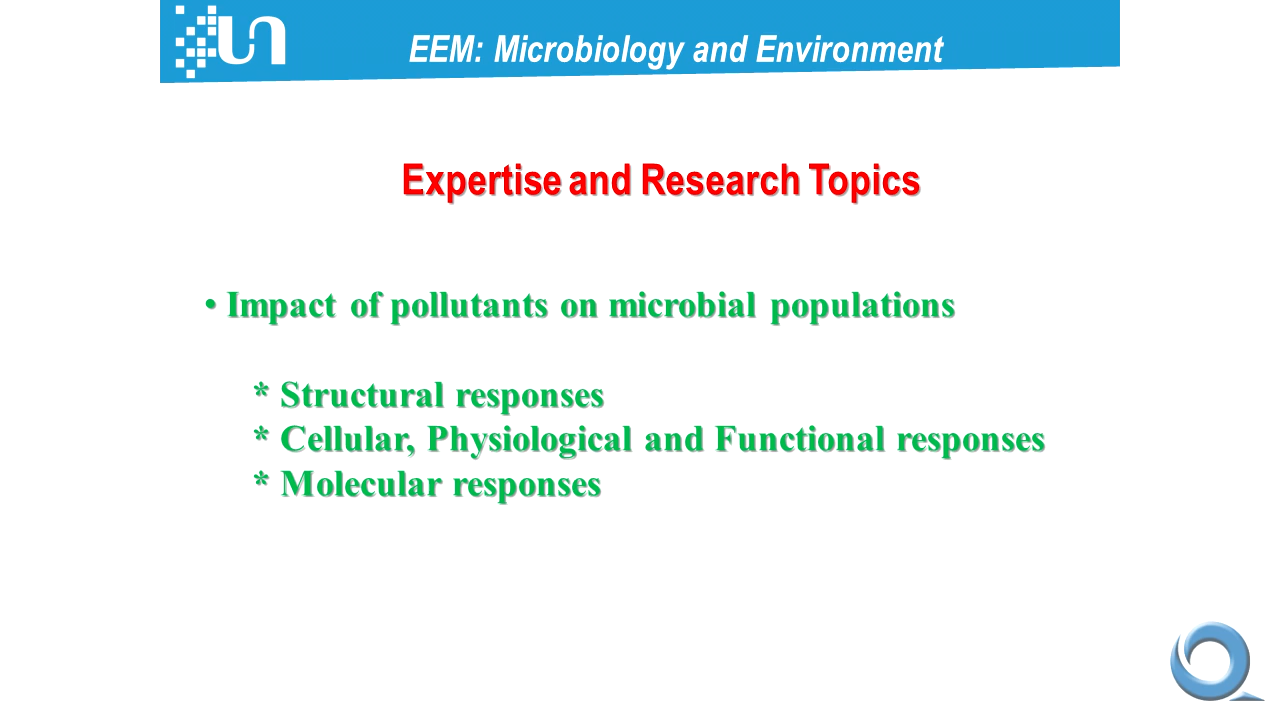 EEM: Microbiology and Environment
Expertise and Research Topics
• Impact of pollutants on microbial populations
* Structural responses
* Cellular, Physiological and Functional responses
* Molecular responses